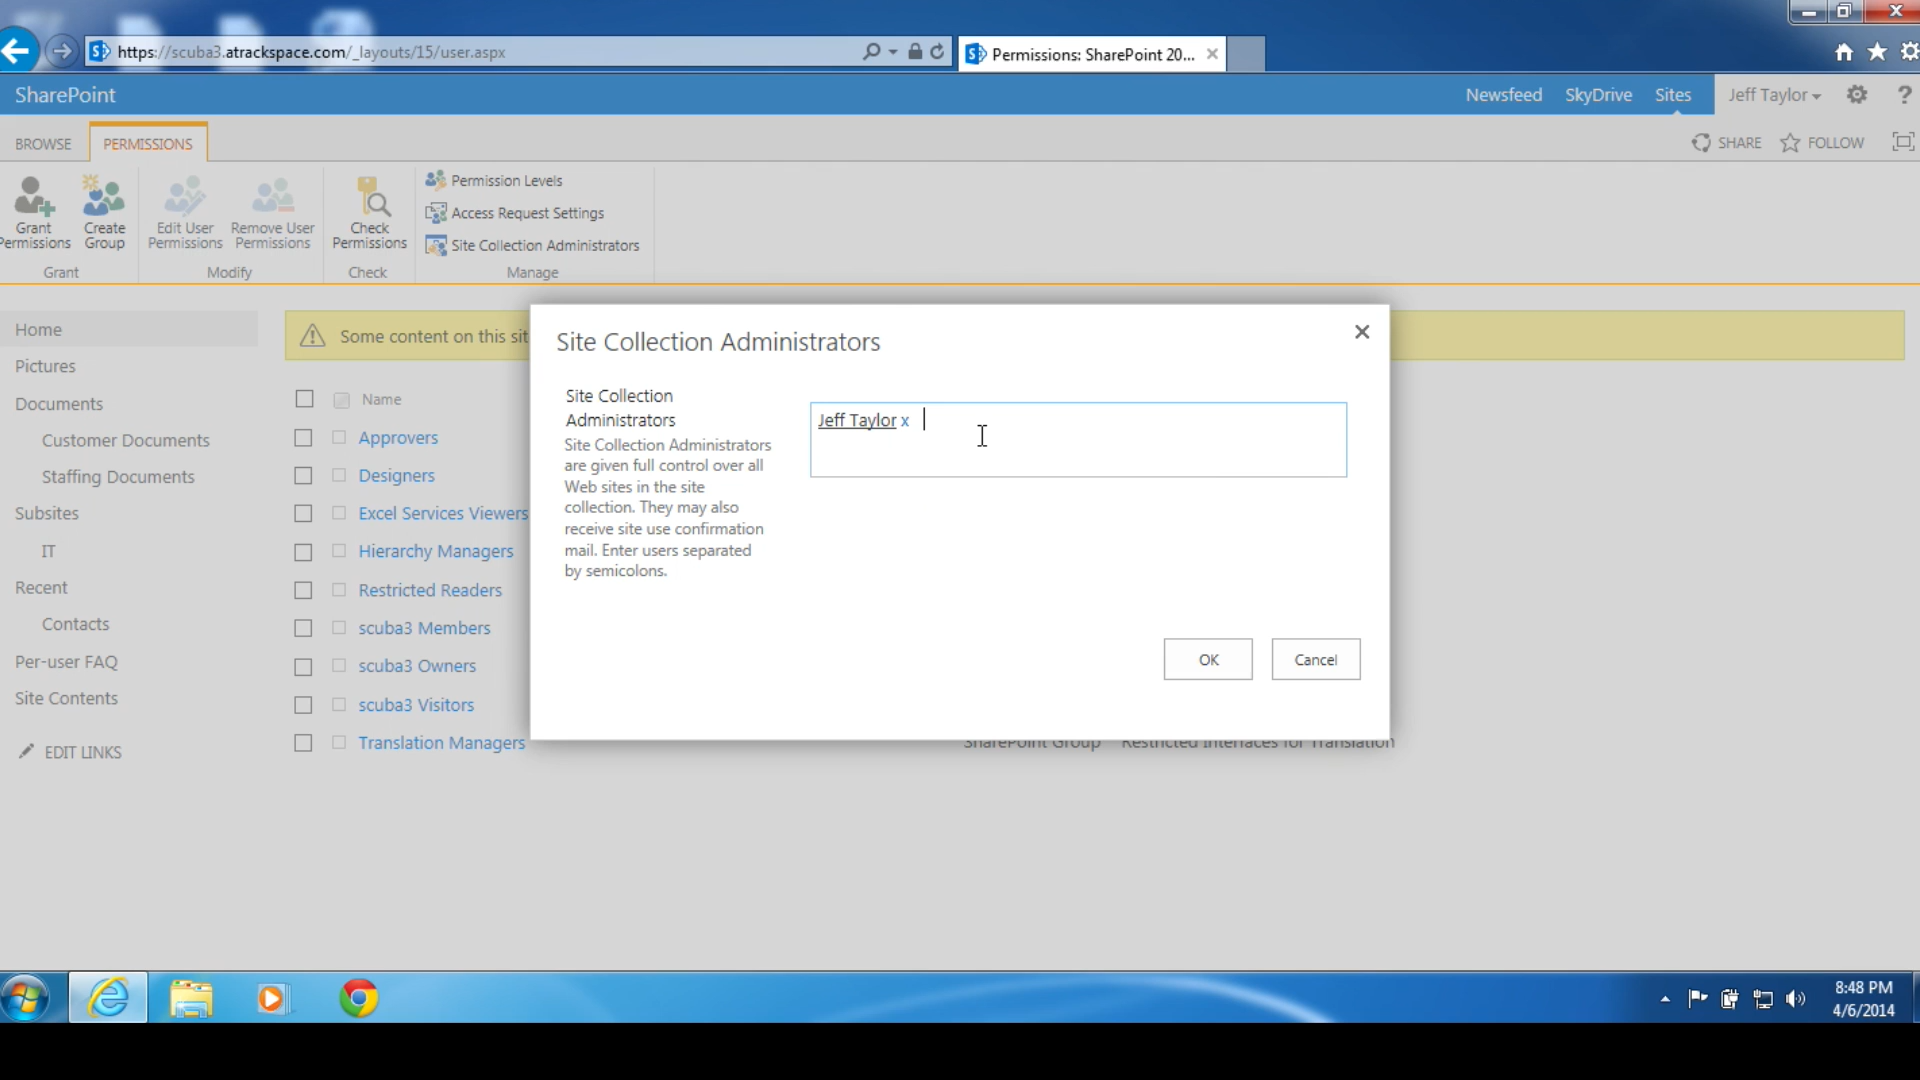 https://scuba3.atrackspace.com/_layouts/15/user.aspx
Permissions: SharePoint 20...
SharePoint
Newsfeed SkyDrive Sites Jeff Taylor ?
BROWSE PERMISSIONS
SHARE FOLLOW
Grant Permissions
Create Group
Edit User Permissions
Remove User Permissions
Check Permissions
Permission Levels
Access Request Settings
Site Collection Administrators
Grant Modify Check Manage
Home
Pictures
Documents
Customer Documents
Staffing Documents
Subsites
IT
Recent
Contacts
Per-user FAQ
Site Contents
EDIT LINKS
Some content on this sit
Name
Approvers
Designers
Excel Services Viewers
Hierarchy Managers
Restricted Readers
scuba3 Members
scuba3 Owners
scuba3 Visitors
Translation Managers
SharePoint Group Restricted Interfaces for Translation
Site Collection Administrators
Site Collection
Administrators
Site Collection Administrators
are given full control over all
Web sites in the site
collection. They may also
receive site use confirmation
mail. Enter users separated
by semicolons.
Jeff Taylor x
OK Cancel
8:48 PM
4/6/2014